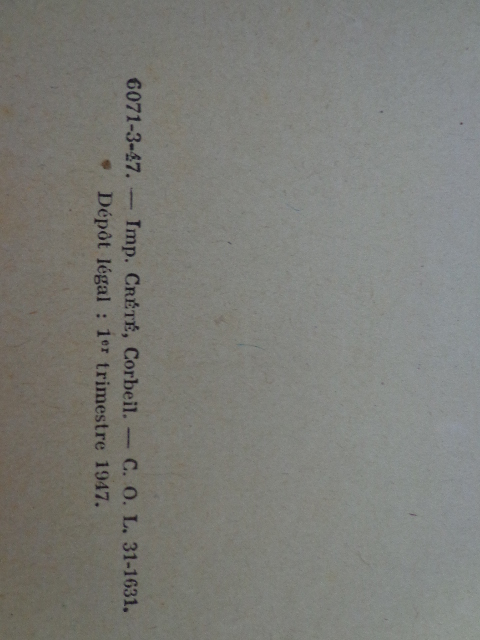 6071-3-47. — Imp. CRÉTÉ, Corbeil. — C. O. L. 31-1631.
Dépôt légal : 1er trimestre 1947.